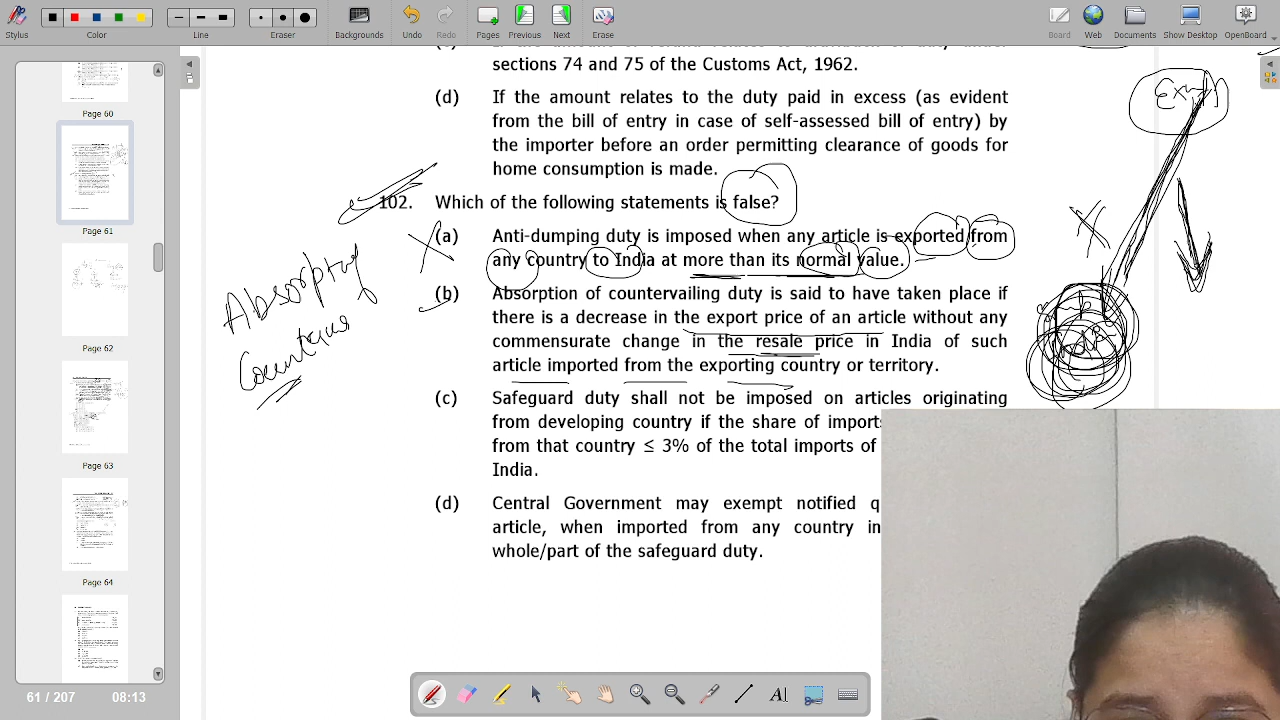 Stylus
Color
Line
Eraser
Backgrounds
Undo
Redo
Pages
Previous
Next
Erase
Board
Web
Documents
Show Desktop
OpenBoard
Page 60
Page 61
Page 62
Page 63
Page 64
61 / 207
08:13
sections 74 and 75 of the Customs Act, 1962.
(d) If the amount relates to the duty paid in excess (as evident
from the bill of entry in case of self-assessed bill of entry) by
the importer before an order permitting clearance of goods for
home consumption is made.
102. Which of the following statements is false?
(a) Anti-dumping duty is imposed when any article is exported from
any country to India at more than its normal value.
(b) Absorption of countervailing duty is said to have taken place if
there is a decrease in the export price of an article without any
commensurate change in the resale price in India of such
article imported from the exporting country or territory.
(c) Safeguard duty shall not be imposed on articles originating
from developing country if the share of imports
from that country ≤ 3% of the total imports of
India.
(d) Central Government may exempt notified q
article, when imported from any country in
whole/part of the safeguard duty.